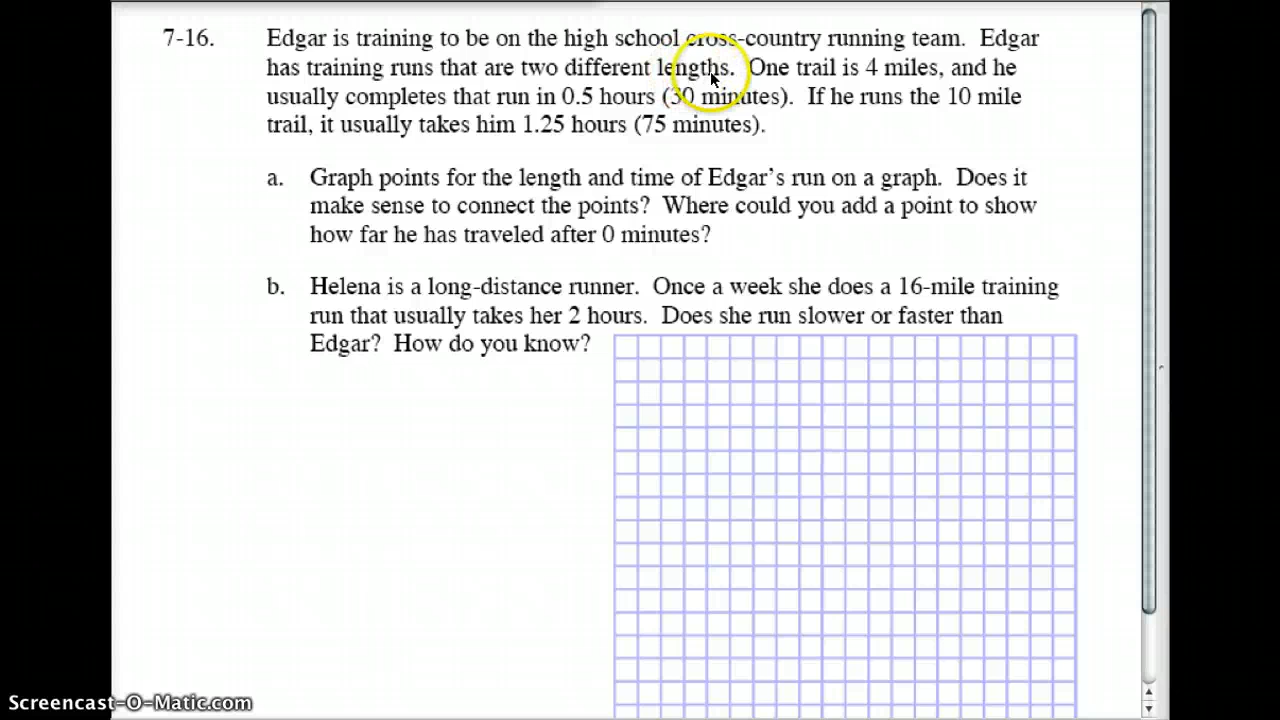 7-16. Edgar is training to be on the high school cross-country running team. Edgar
has training runs that are two different lengths. One trail is 4 miles, and he
usually completes that run in 0.5 hours (30 minutes). If he runs the 10 mile
trail, it usually takes him 1.25 hours (75 minutes).
a. Graph points for the length and time of Edgar's run on a graph. Does it
make sense to connect the points? Where could you add a point to show
how far he has traveled after 0 minutes?
b. Helena is a long-distance runner. Once a week she does a 16-mile training
run that usually takes her 2 hours. Does she run slower or faster than
Edgar? How do you know?
Screencast-O-Matic.com